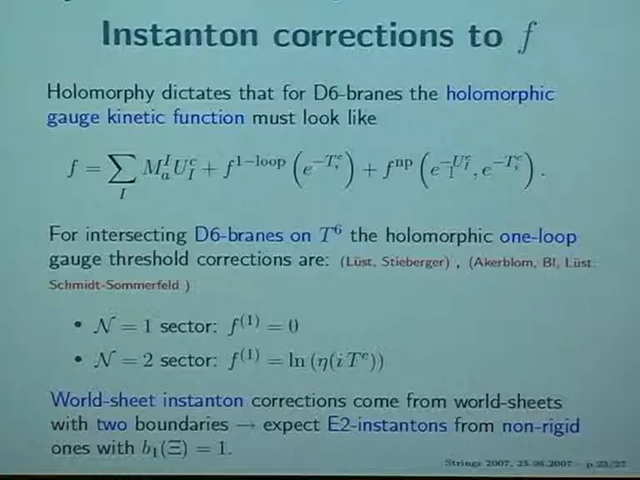 Instanton corrections to f
Holomorphy dictates that for D6-branes the holomorphic
gauge kinetic function must look like
f = ∑_I M_a^I U_I^c + f^{1-loop} (e^{-T_i^c}) + f^{np} (e^{-U_I^c}, e^{-T_i^c}) .
For intersecting D6-branes on T^6 the holomorphic one-loop
gauge threshold corrections are: (Lüst, Stieberger) , (Akerblom, Bl, Lüst.
Schmidt-Sommerfeld )
• N = 1 sector: f^{(1)} = 0
• N = 2 sector: f^{(1)} = ln (η(i T^c))
World-sheet instanton corrections come from world-sheets
with two boundaries → expect E2-instantons from non-rigid
ones with b_1(Ξ) = 1.
Strings 2007, 25.06.2007 – p.23/27